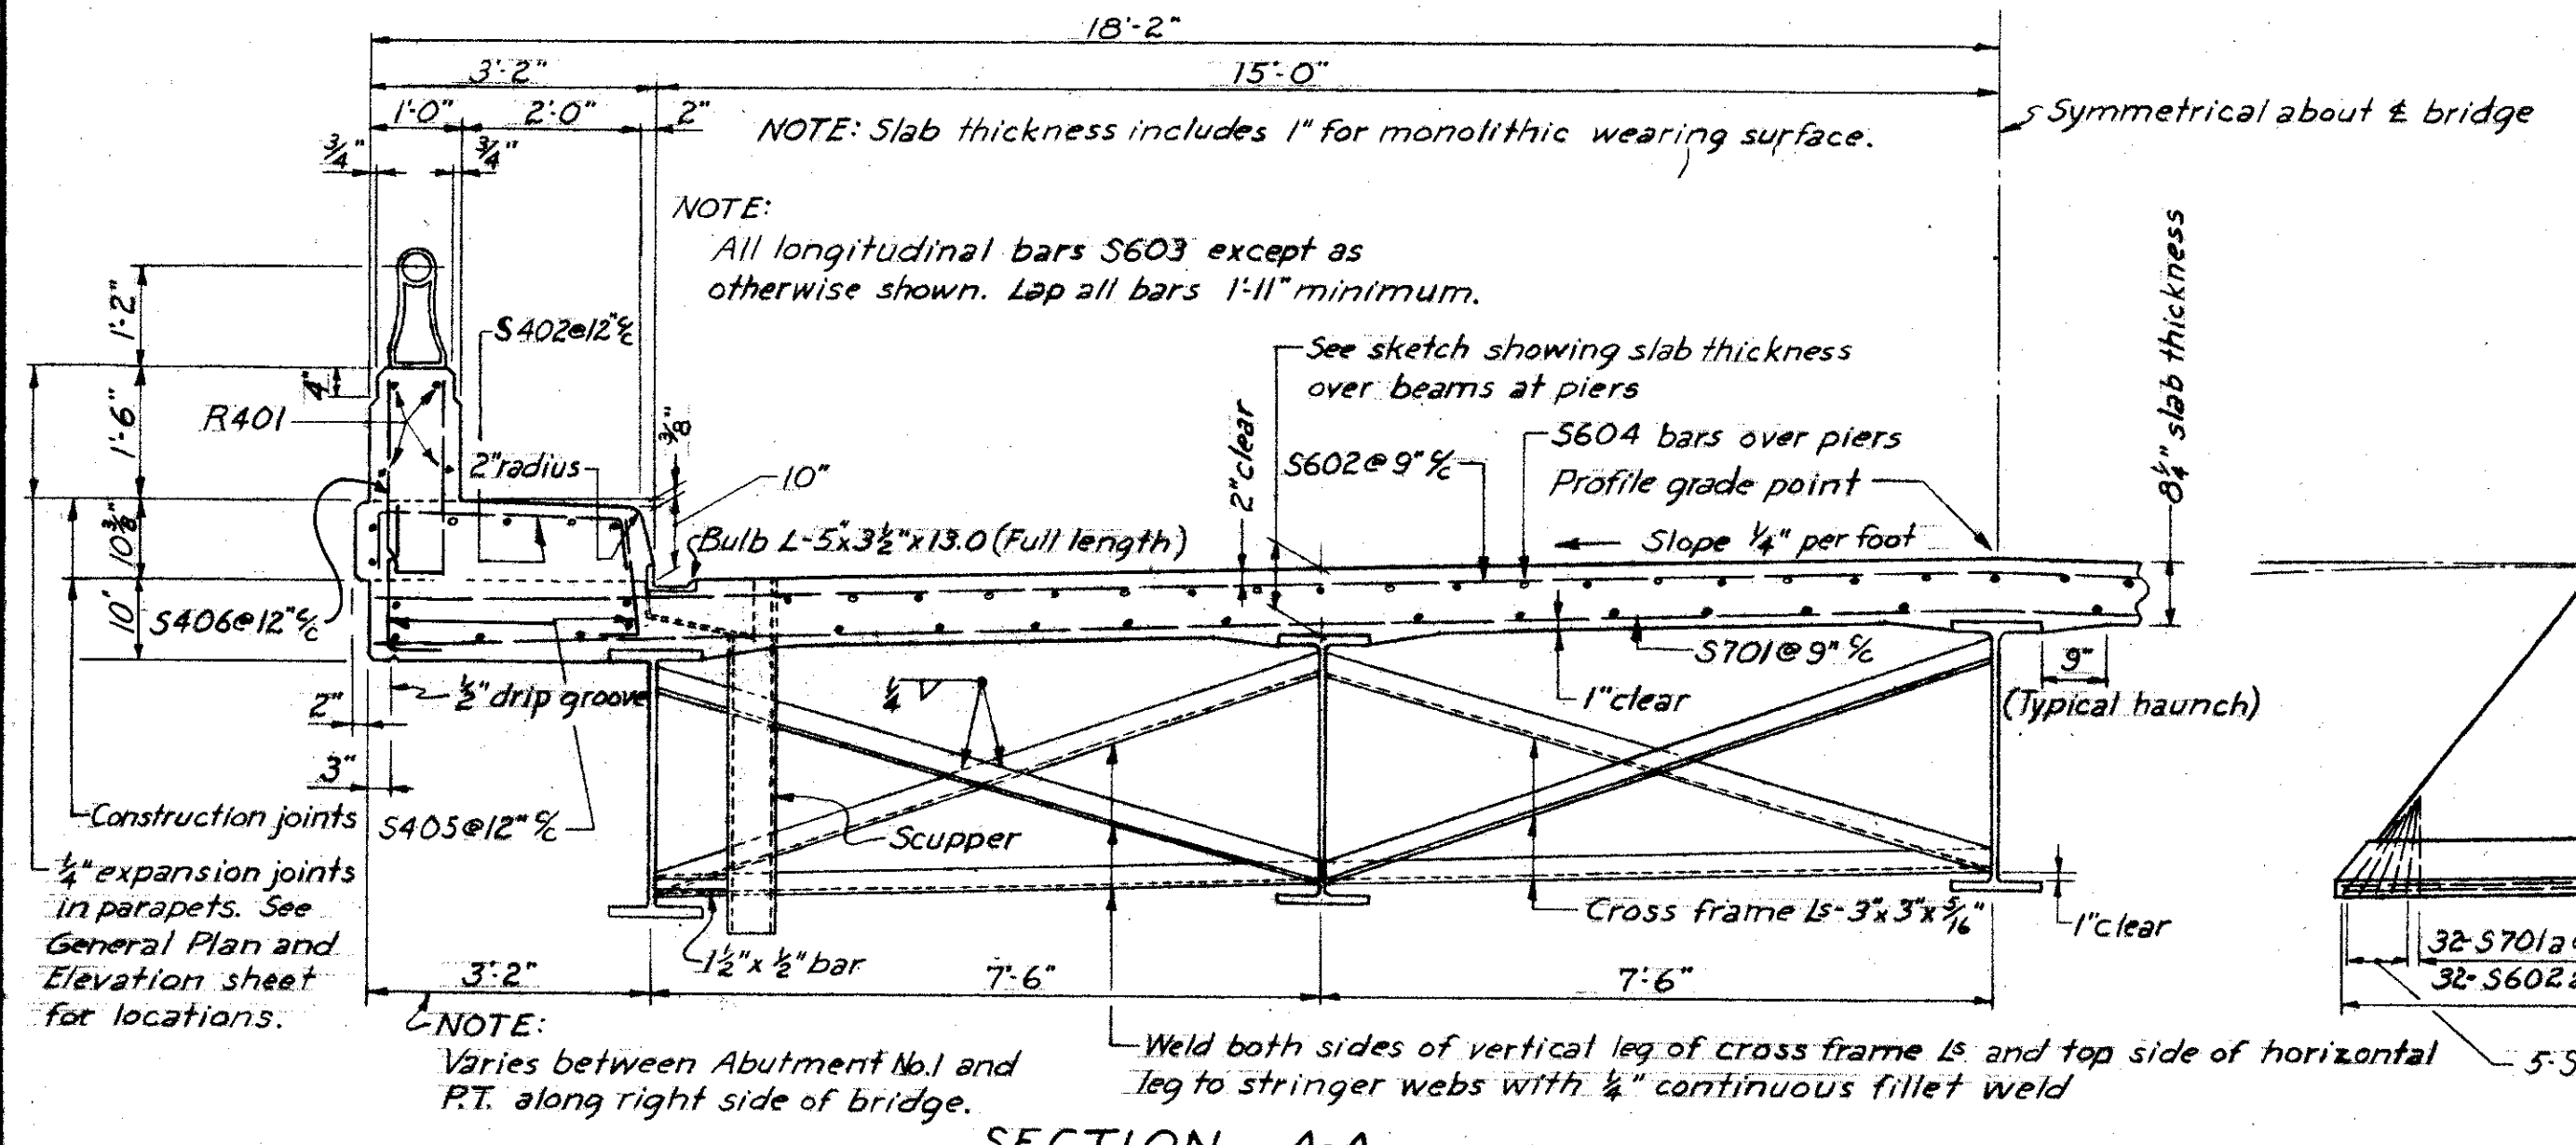 18'-2"
3'-2"
15'-0"
1'-0"
2'-0"
2"
NOTE: Slab thickness includes 1" for monolithic wearing surface.
Symmetrical about ℄ bridge
3/4"
3/4"
NOTE:
All longitudinal bars S603 except as
otherwise shown. Lap all bars 1'-11" minimum.
1'-2"
S402@12" c/c
See sketch showing slab thickness
over beams at piers
8 1/4" slab thickness
4"
R401
1'-6"
3/8"
2" clear
S604 bars over piers
S602@9" c/c
2" radius
10"
Profile grade point
10 3/8"
Bulb L-5"x3 1/2"x13.0 (Full length)
Slope 1/4" per foot
10"
S406@12" c/c
S701@9" c/c
9"
1/2" drip groove
1/4
1" clear
(Typical haunch)
2"
3"
Construction joints
S405@12" c/c
Scupper
1/4" expansion joints
in parapets. See
General Plan and
Elevation sheet
for locations.
Cross frame Ls-3"x3"x5/16"
1" clear
32-S701a
32-S602
1 1/2" x 1/2" bar
3'-2"
7'-6"
7'-6"
NOTE:
Varies between Abutment No.1 and
P.T. along right side of bridge.
Weld both sides of vertical leg of cross frame Ls and top side of horizontal
leg to stringer webs with 1/4" continuous fillet weld
5-S
SECTION A-A